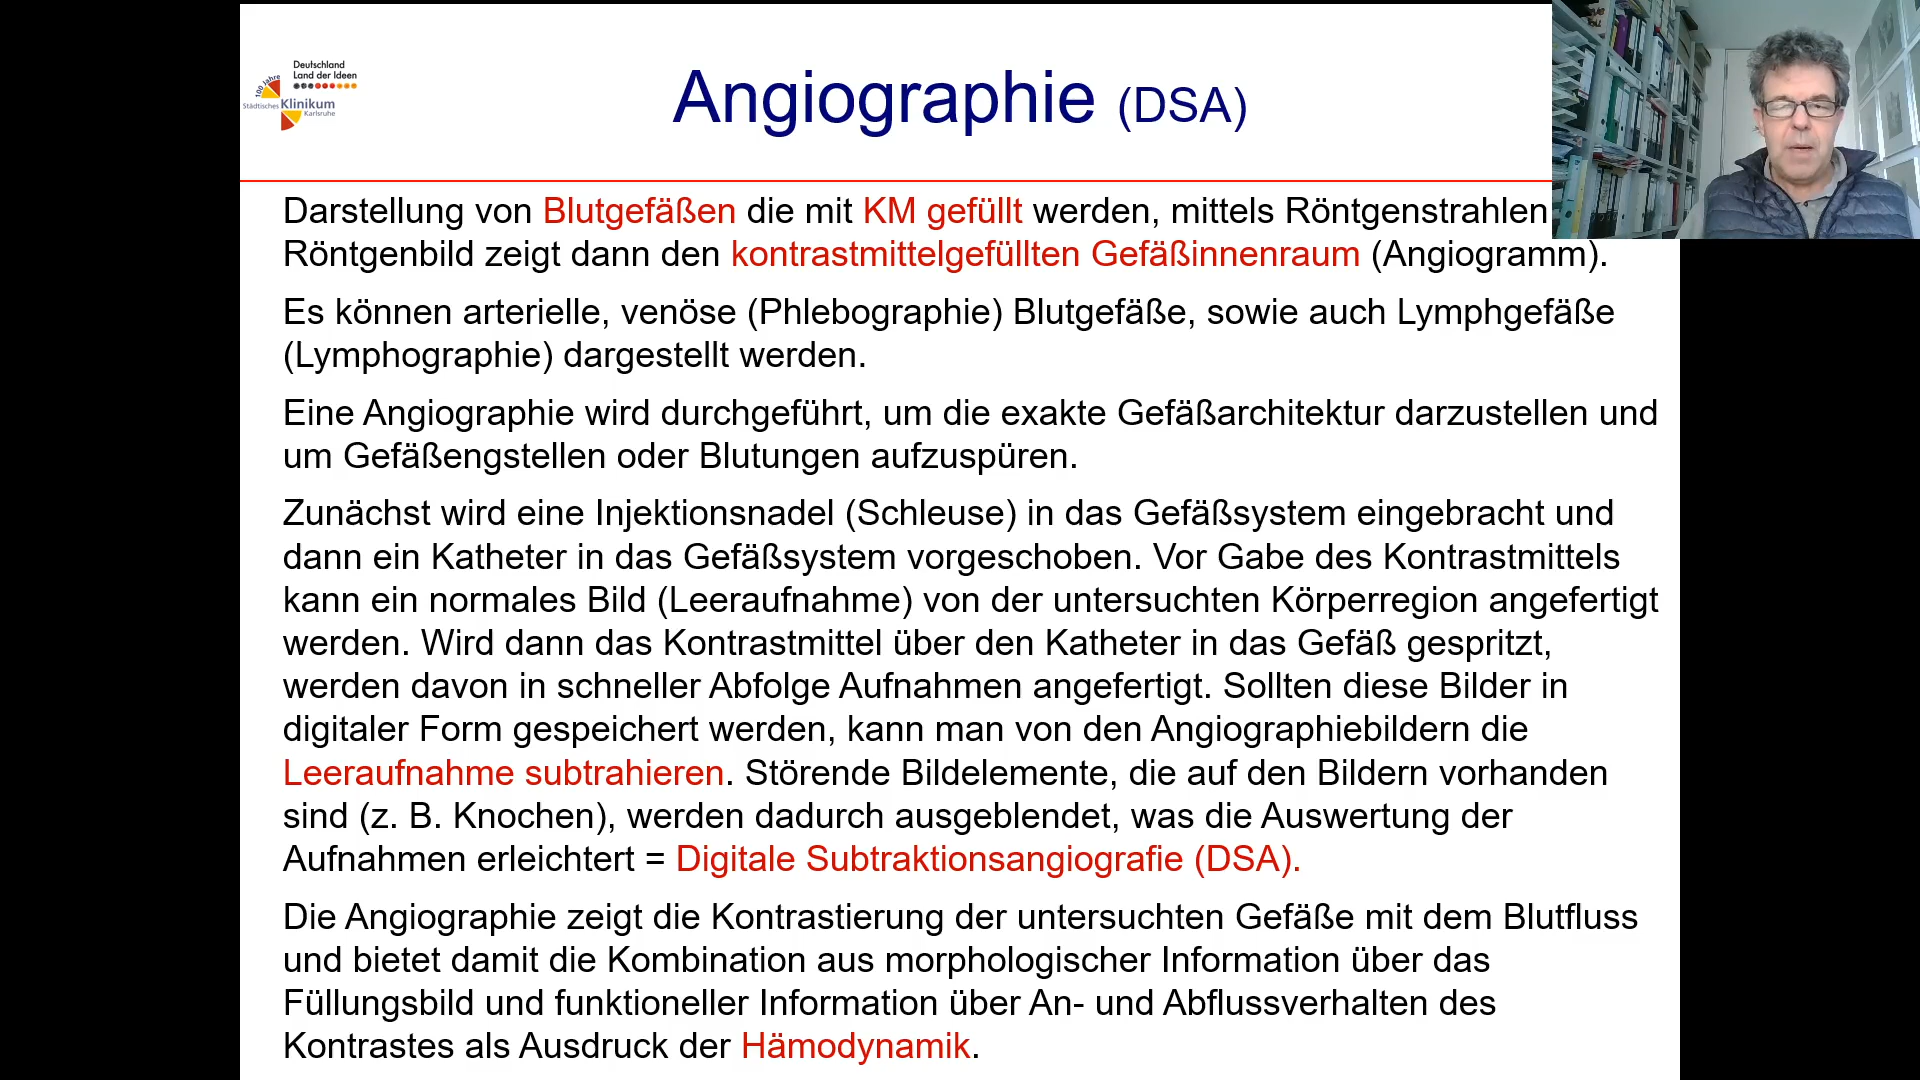 Deutschland
Land der Ideen
100 Jahre
Städtisches Klinikum
Karlsruhe
Angiographie (DSA)
Darstellung von Blutgefäßen die mit KM gefüllt werden, mittels Röntgenstrahlen
Röntgenbild zeigt dann den kontrastmittelgefüllten Gefäßinnenraum (Angiogramm).
Es können arterielle, venöse (Phlebographie) Blutgefäße, sowie auch Lymphgefäße
(Lymphographie) dargestellt werden.
Eine Angiographie wird durchgeführt, um die exakte Gefäßarchitektur darzustellen und
um Gefäßengstellen oder Blutungen aufzuspüren.
Zunächst wird eine Injektionsnadel (Schleuse) in das Gefäßsystem eingebracht und
dann ein Katheter in das Gefäßsystem vorgeschoben. Vor Gabe des Kontrastmittels
kann ein normales Bild (Leeraufnahme) von der untersuchten Körperregion angefertigt
werden. Wird dann das Kontrastmittel über den Katheter in das Gefäß gespritzt,
werden davon in schneller Abfolge Aufnahmen angefertigt. Sollten diese Bilder in
digitaler Form gespeichert werden, kann man von den Angiographiebildern die
Leeraufnahme subtrahieren. Störende Bildelemente, die auf den Bildern vorhanden
sind (z. B. Knochen), werden dadurch ausgeblendet, was die Auswertung der
Aufnahmen erleichtert = Digitale Subtraktionsangiografie (DSA).
Die Angiographie zeigt die Kontrastierung der untersuchten Gefäße mit dem Blutfluss
und bietet damit die Kombination aus morphologischer Information über das
Füllungsbild und funktioneller Information über An- und Abflussverhalten des
Kontrastes als Ausdruck der Hämodynamik.